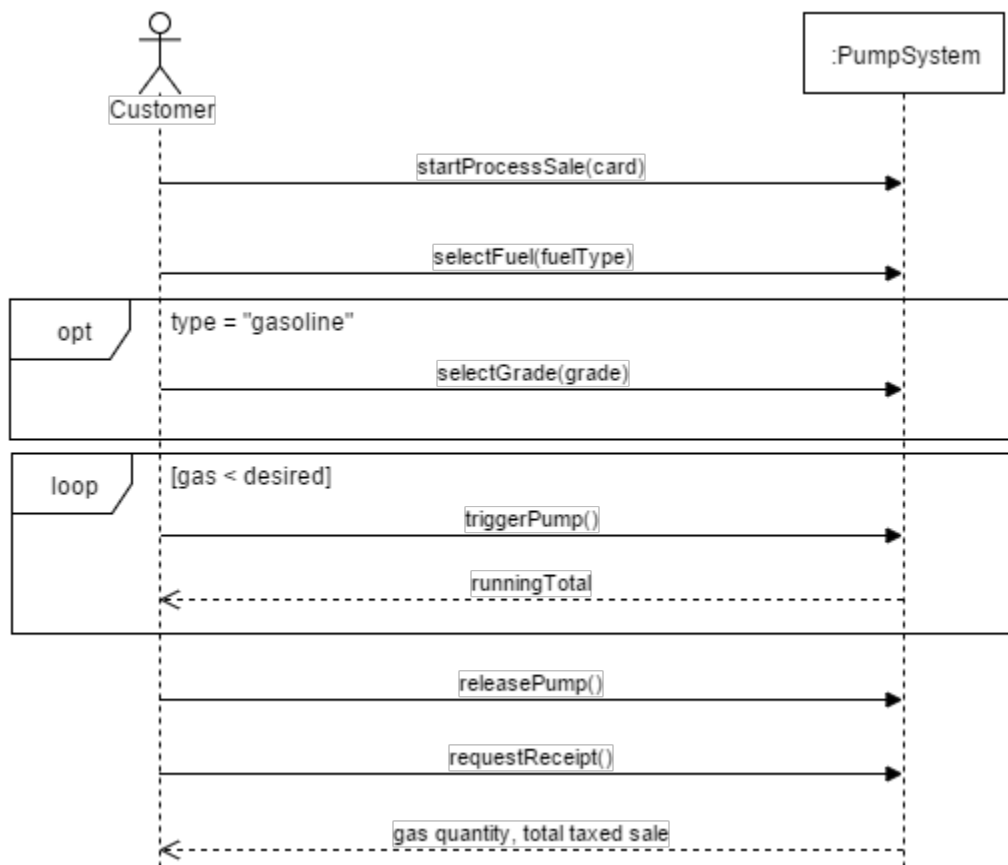 :PumpSystem
Customer
startProcessSale(card)
selectFuel(fuelType)
opt
type = "gasoline"
selectGrade(grade)
loop
[gas < desired]
triggerPump()
runningTotal
releasePump()
requestReceipt()
gas quantity, total taxed sale